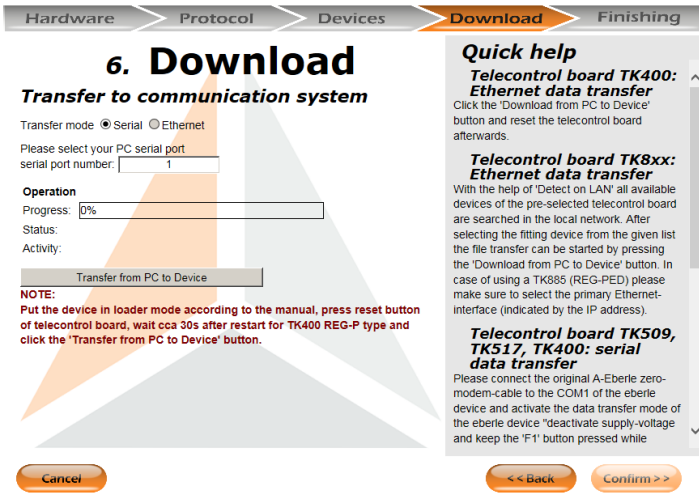 Hardware
Protocol
Devices
Download
Finishing
6. Download
Transfer to communication system
Transfer mode Serial Ethernet
Please select your PC serial port
serial port number: 1
Operation
Progress: 0%
Status:
Activity:
Transfer from PC to Device
NOTE:
Put the device in loader mode according to the manual, press reset button
of telecontrol board, wait cca 30s after restart for TK400 REG-P type and
click the 'Transfer from PC to Device' button.
Quick help
Telecontrol board TK400:
Ethernet data transfer
Click the 'Download from PC to Device'
button and reset the telecontrol board
afterwards.
Telecontrol board TK8xx:
Ethernet data transfer
With the help of 'Detect on LAN' all available
devices of the pre-selected telecontrol board
are searched in the local network. After
selecting the fitting device from the given list
the file transfer can be started by pressing
the 'Download from PC to Device' button. In
case of using a TK885 (REG-PED) please
make sure to select the primary Ethernet-
interface (indicated by the IP address).
Telecontrol board TK509,
TK517, TK400: serial
data transfer
Please connect the original A-Eberle zero-
modem-cable to the COM1 of the eberle
device and activate the data transfer mode of
the eberle device "deactivate supply-voltage
and keep the 'F1' button pressed while
Cancel
<< Back
Confirm >>